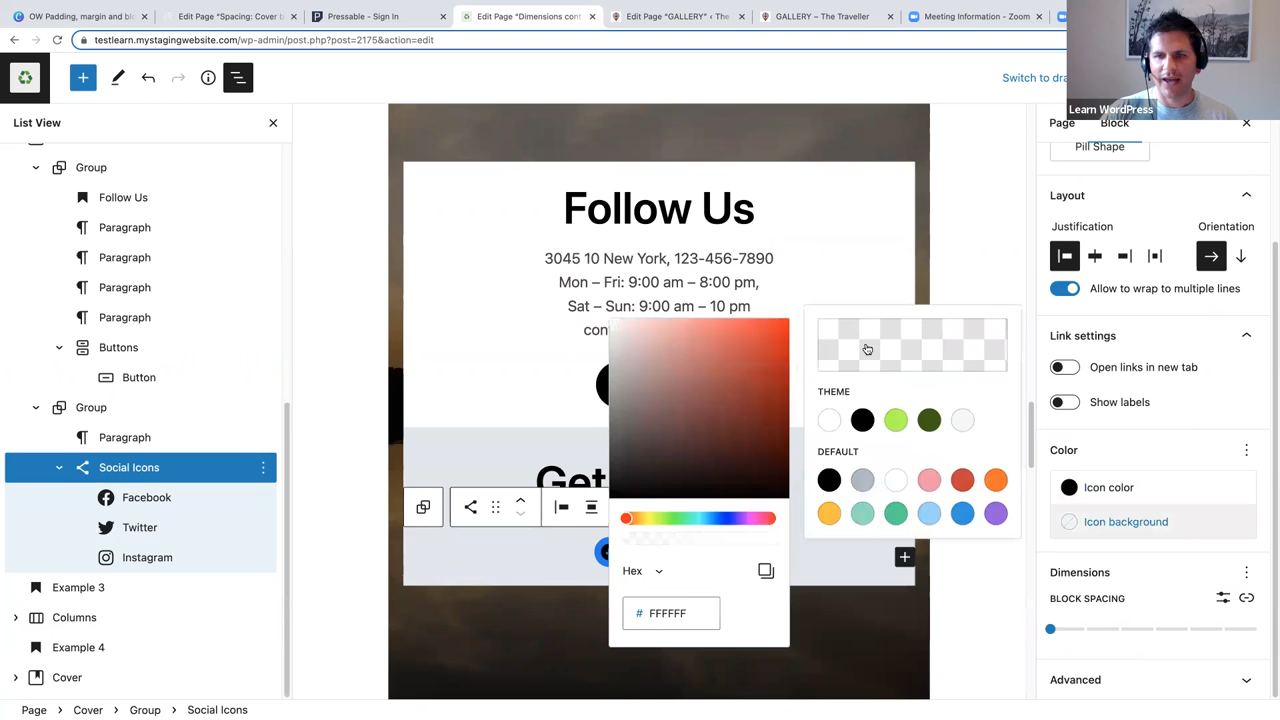 OW Padding, margin and blo
Edit Page "Spacing: Cover b
Pressable - Sign In
Edit Page "Dimensions cont
Edit Page "GALLERY" ‹ The
GALLERY – The Traveller
Meeting Information - Zoom
testlearn.mystagingwebsite.com/wp-admin/post.php?post=2175&action=edit
Switch to dra
Learn WordPress
List View
Page
Block
Group
Follow Us
Paragraph
Paragraph
Paragraph
Paragraph
Buttons
Button
Group
Paragraph
Social Icons
Facebook
Twitter
Instagram
Example 3
Columns
Example 4
Cover
Follow Us
3045 10 New York, 123-456-7890
Mon – Fri: 9:00 am – 8:00 pm,
Sat – Sun: 9:00 am – 10 pm
con
Get
Hex
# FFFFFF
THEME
DEFAULT
Pill Shape
Layout
Justification
Orientation
Allow to wrap to multiple lines
Link settings
Open links in new tab
Show labels
Color
Icon color
Icon background
Dimensions
BLOCK SPACING
Advanced
Page
Cover
Group
Social Icons